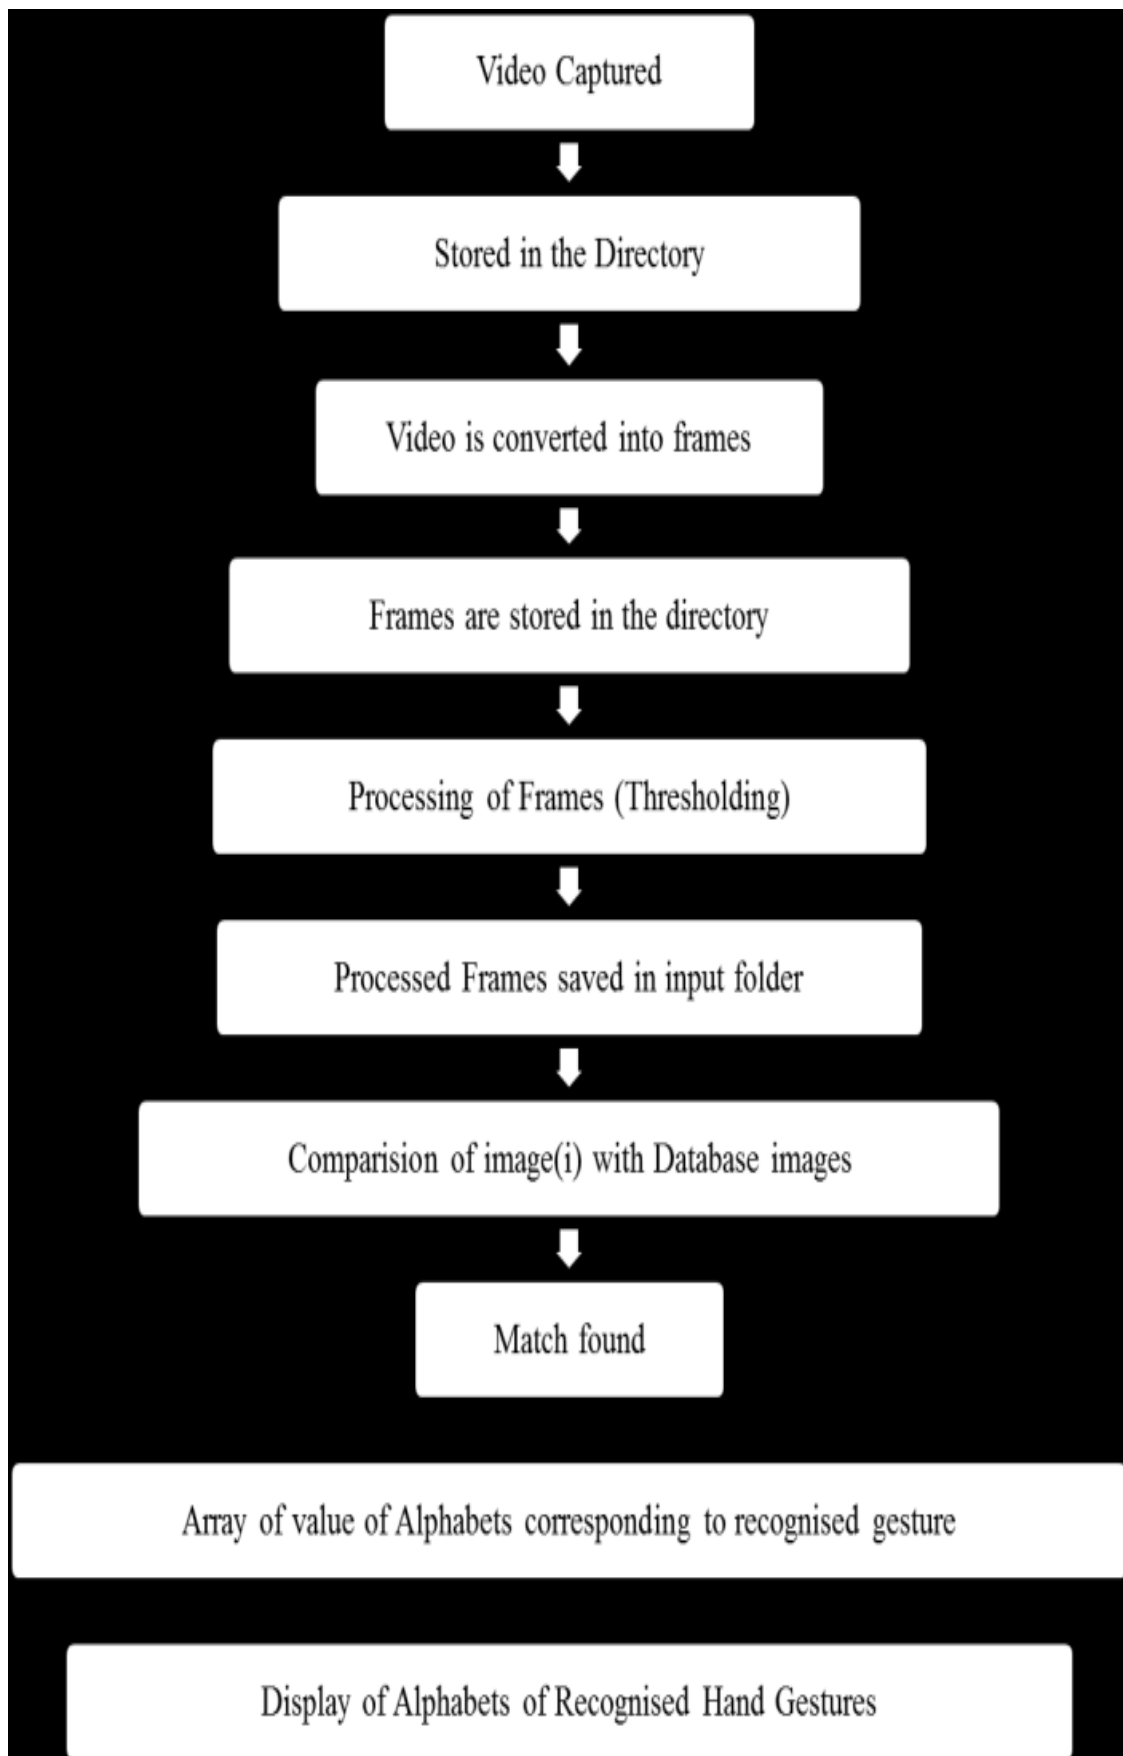 Video Captured
Stored in the Directory
Video is converted into frames
Frames are stored in the directory
Processing of Frames (Thresholding)
Processed Frames saved in input folder
Comparision of image(i) with Database images
Match found
Array of value of Alphabets corresponding to recognised gesture
Display of Alphabets of Recognised Hand Gestures